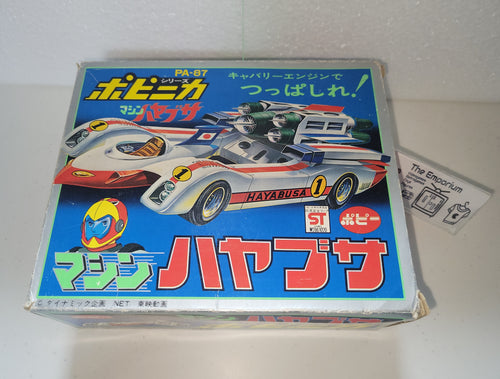 PA-67
ポピニカ
シリーズ
マシンハヤブサ
キャバリーエンジンで
つっぱしれ！
1
1
HAYABUSA
1
ST
ポピー
マシン ハヤブサ
C ダイナミック企画 NET 東映動画
The Emporium